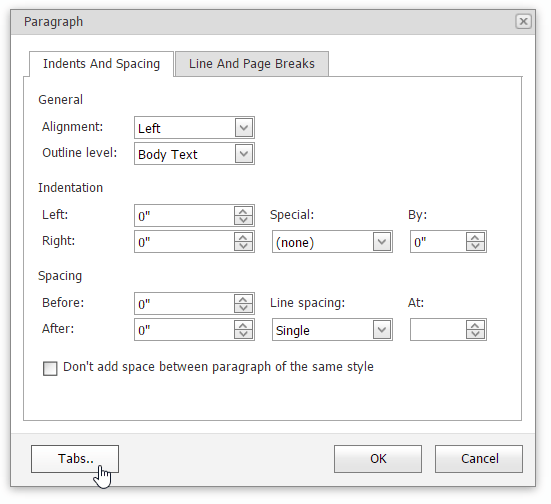 Paragraph
Indents And Spacing Line And Page Breaks
General
Alignment: Left
Outline level: Body Text
Indentation
Left: 0" Special: By:
Right: 0" (none) 0"
Spacing
Before: 0" Line spacing: At:
After: 0" Single
Don't add space between paragraph of the same style
Tabs.. OK Cancel